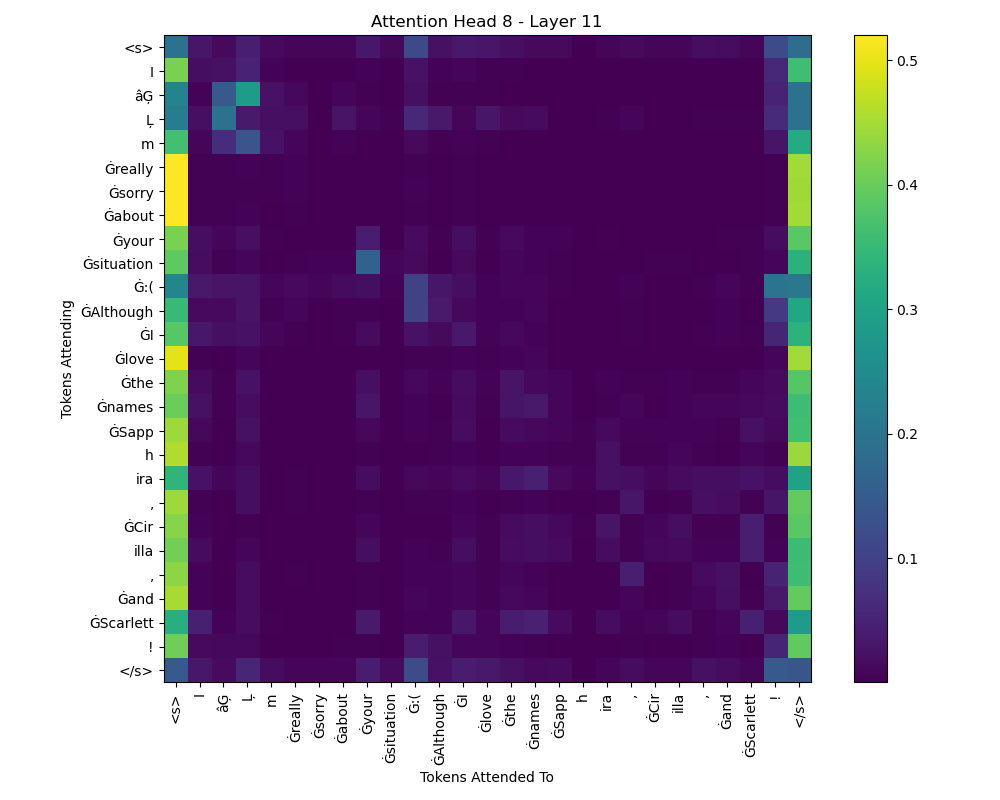 Attention Head 8 - Layer 11
Tokens Attending
<s>
I
âĢ
Ļ
m
Ġreally
Ġsorry
Ġabout
Ġyour
Ġsituation
Ġ:(
ĠAlthough
ĠI
Ġlove
Ġthe
Ġnames
ĠSapp
h
ira
,
ĠCir
illa
,
Ġand
ĠScarlett
!
</s>
<s>
I
âĢ
Ļ
m
Ġreally
Ġsorry
Ġabout
Ġyour
Ġsituation
Ġ:(
ĠAlthough
ĠI
Ġlove
Ġthe
Ġnames
ĠSapp
h
ira
,
ĠCir
illa
,
Ġand
ĠScarlett
!
</s>
Tokens Attended To
0.5
0.4
0.3
0.2
0.1